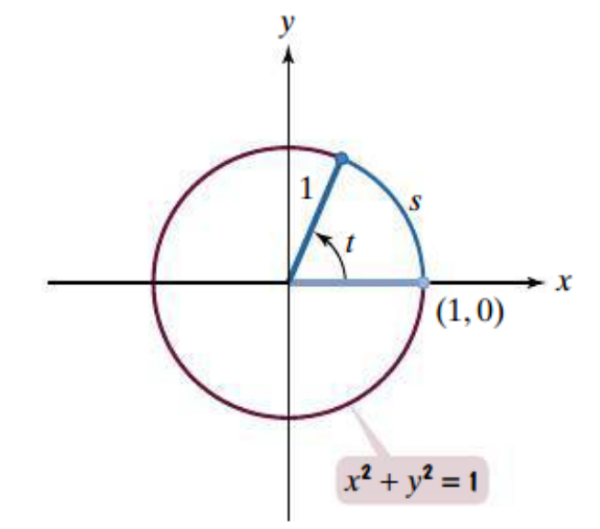 y
1
s
t
x
(1, 0)
x² + y² = 1